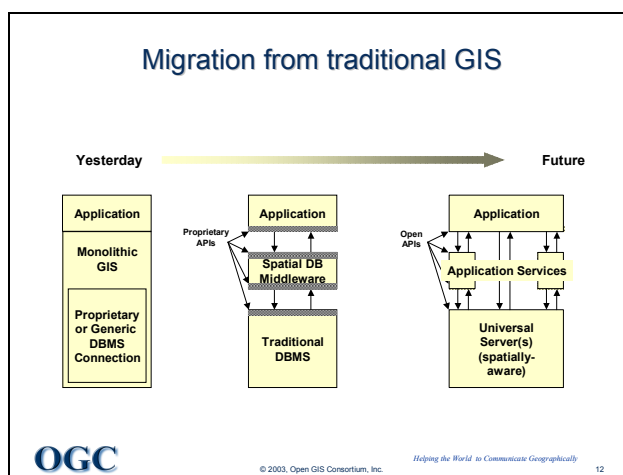 Migration from traditional GIS
Yesterday
Future
Application
Monolithic
GIS
Proprietary
or Generic
DBMS
Connection
Proprietary
APIs
Application
Spatial DB
Middleware
Traditional
DBMS
Open
APIs
Application
Application Services
Universal
Server(s)
(spatially-
aware)
OGC
© 2003, Open GIS Consortium, Inc.
Helping the World to Communicate Geographically
12